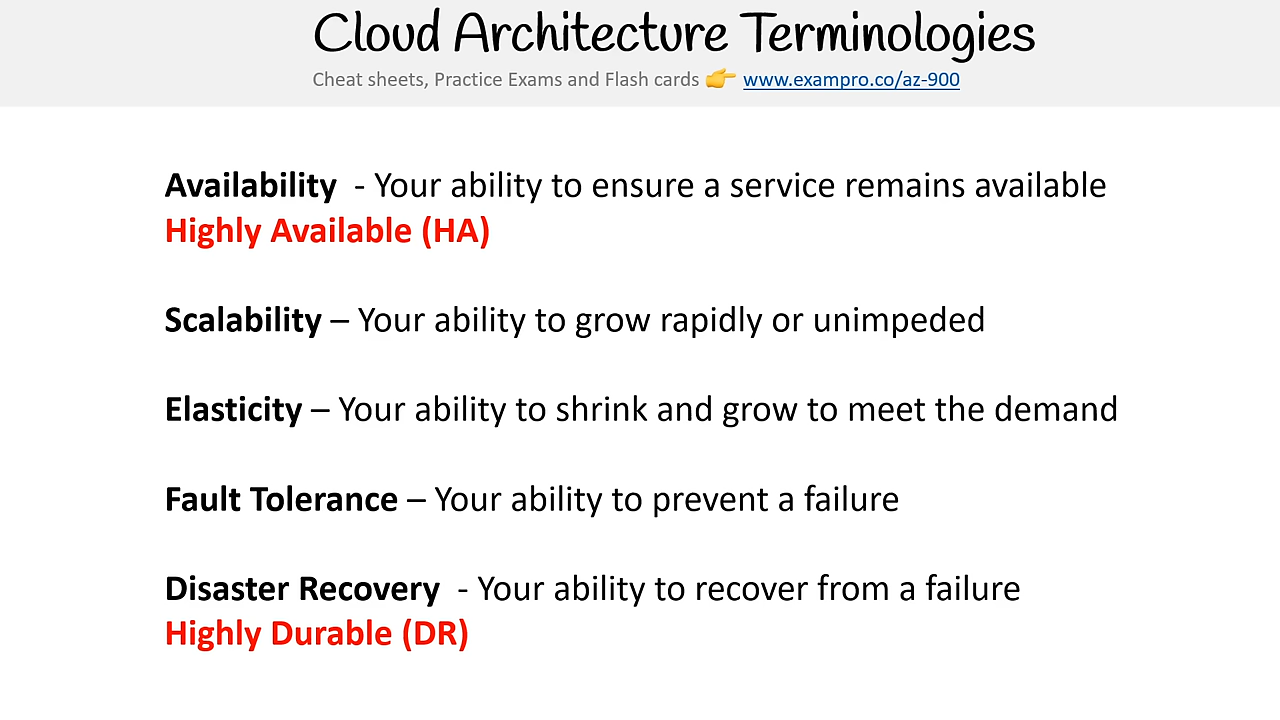 Cloud Architecture Terminologies
Cheat sheets, Practice Exams and Flash cards 👉 www.exampro.co/az-900
Availability - Your ability to ensure a service remains available
Highly Available (HA)
Scalability – Your ability to grow rapidly or unimpeded
Elasticity – Your ability to shrink and grow to meet the demand
Fault Tolerance – Your ability to prevent a failure
Disaster Recovery - Your ability to recover from a failure
Highly Durable (DR)